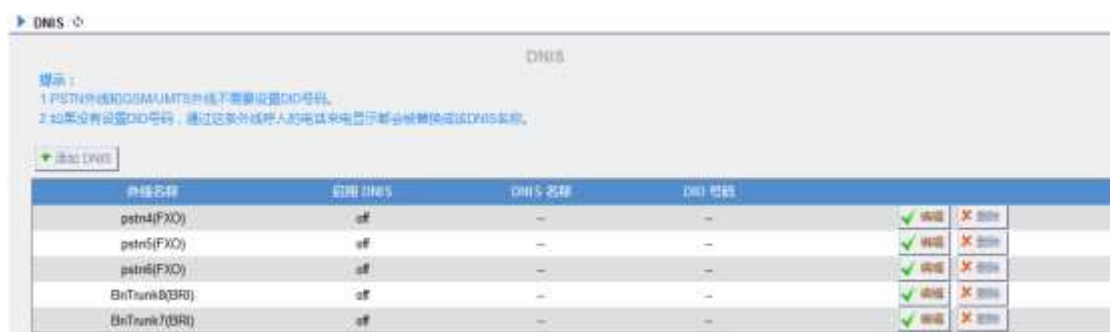 DNIS
DNIS
提示：
1 PSTN外线和GSM/UMTS外线不需要设置DID号码。
2 如果没有设置DID号码，通过这条外线呼入的电话来电显示都会被替换成该DNIS名称。
添加 DNIS
外线名称 启用 DNIS DNIS 名称 DID 号码
pstn4(FXO) off -- -- 编辑 删除
pstn5(FXO) off -- -- 编辑 删除
pstn6(FXO) off -- -- 编辑 删除
BriTrunk8(BRI) off -- -- 编辑 删除
BriTrunk7(BRI) off -- -- 编辑 删除